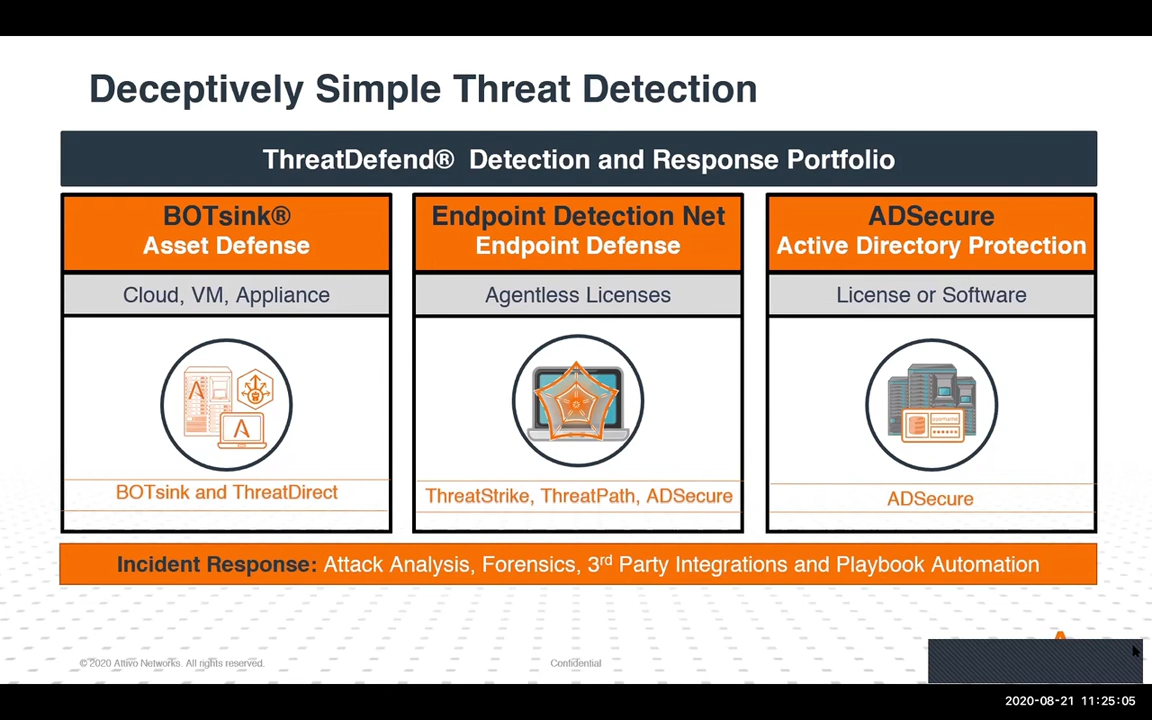 Deceptively Simple Threat Detection
ThreatDefend® Detection and Response Portfolio
BOTsink®
Asset Defense
Cloud, VM, Appliance
BOTsink and ThreatDirect
Endpoint Detection Net
Endpoint Defense
Agentless Licenses
ThreatStrike, ThreatPath, ADSecure
ADSecure
Active Directory Protection
License or Software
ADSecure
Incident Response: Attack Analysis, Forensics, 3rd Party Integrations and Playbook Automation
© 2020 Attivo Networks. All rights reserved.
Confidential
2020-08-21 11:25:05